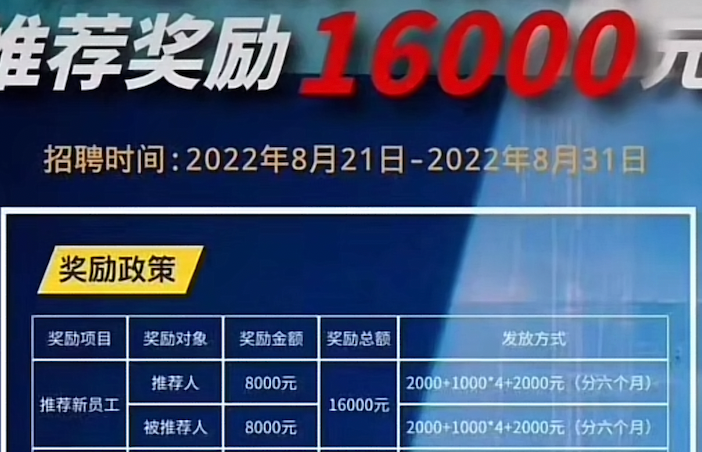 推荐奖励16000元
招聘时间:2022年8月21日-2022年8月31日
奖励政策
奖励项目 奖励对象 奖励金额 奖励总额 发放方式
推荐新员工 推荐人 8000元 16000元 2000+1000*4+2000元（分六个月）
被推荐人 8000元 2000+1000*4+2000元（分六个月）